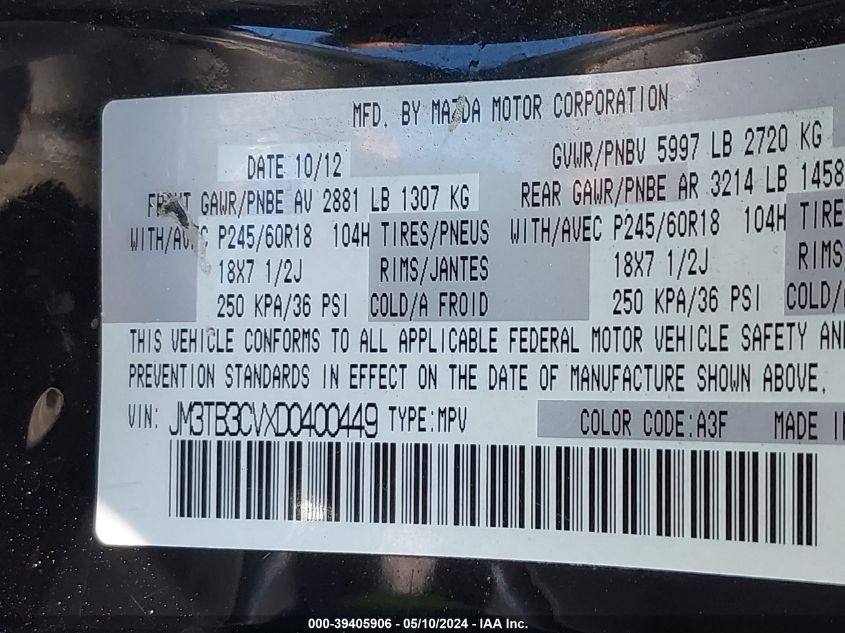 MFD. BY MAZDA MOTOR CORPORATION
DATE 10/12 GVWR/PNBV 5997 LB 2720 KG
FRONT GAWR/PNBE AV 2881 LB 1307 KG REAR GAWR/PNBE AR 3214 LB 1458
WITH/AVEC P245/60R18 104H TIRES/PNEUS WITH/AVEC P245/60R18 104H TIRES
18X7 1/2J RIMS/JANTES 18X7 1/2J RIMS
250 KPA/36 PSI COLD/A FROID 250 KPA/36 PSI COLD/
THIS VEHICLE CONFORMS TO ALL APPLICABLE FEDERAL MOTOR VEHICLE SAFETY AN
PREVENTION STANDARDS IN EFFECT ON THE DATE OF MANUFACTURE SHOWN ABOVE.
VIN: JM3TB3CVXD0400449 TYPE:MPV COLOR CODE:A3F MADE I
000-39405906 - 05/10/2024 - IAA Inc.